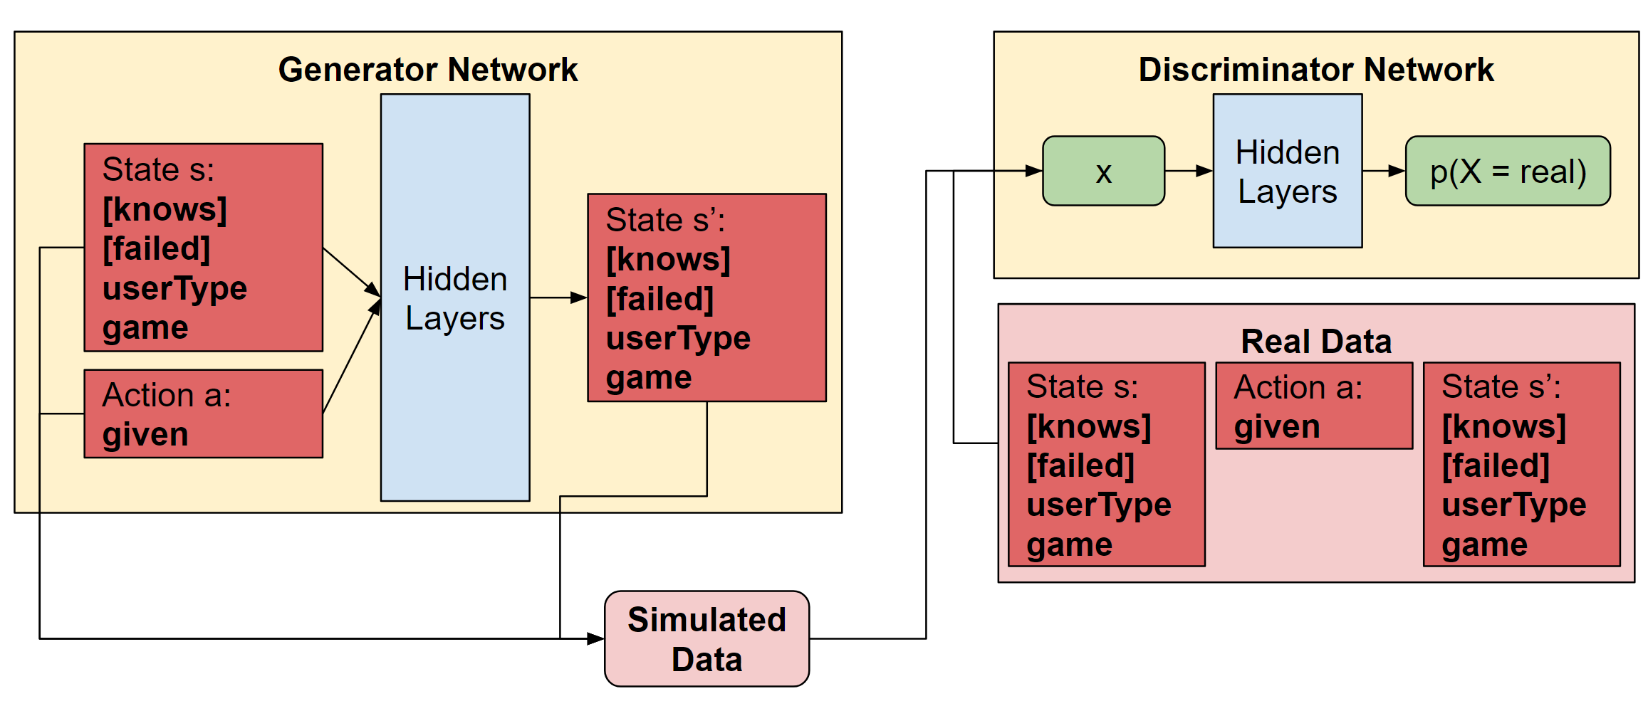 Generator Network
State s:
[knows]
[failed]
userType
game
Action a:
given
Hidden
Layers
State s’:
[knows]
[failed]
userType
game
Simulated
Data
Discriminator Network
x
Hidden
Layers
p(X = real)
Real Data
State s:
[knows]
[failed]
userType
game
Action a:
given
State s’:
[knows]
[failed]
userType
game